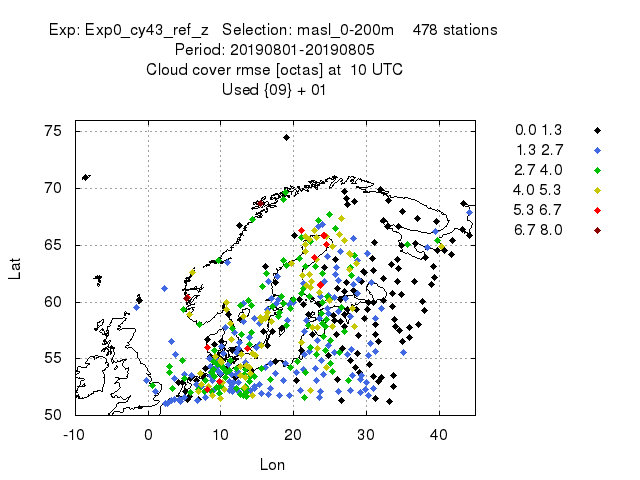 Exp: Exp0_cy43_ref_z   Selection: masl_0-200m    478 stations
Period: 20190801-20190805
Cloud cover rmse [octas] at  10 UTC
Used {09} + 01
0.0 1.3
1.3 2.7
2.7 4.0
4.0 5.3
5.3 6.7
6.7 8.0
Lat
75
70
65
60
55
50
-10 0 10 20 30 40
Lon